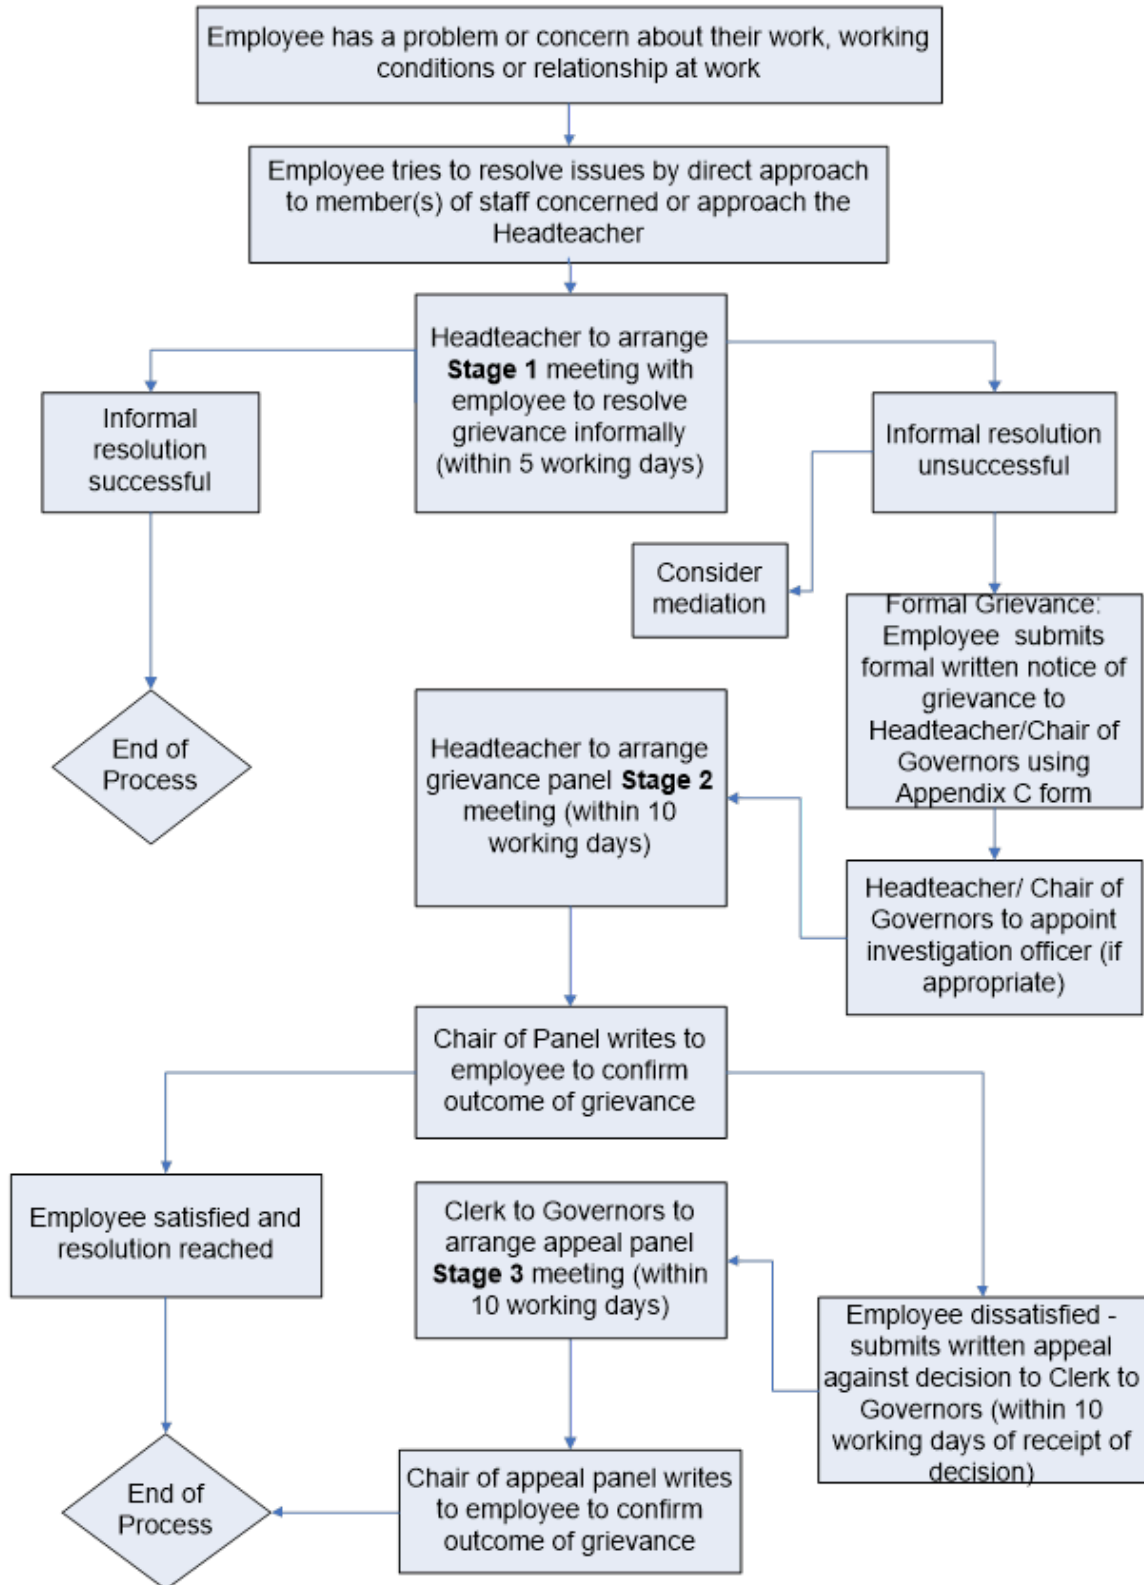 Employee has a problem or concern about their work, working
conditions or relationship at work
Employee tries to resolve issues by direct approach
to member(s) of staff concerned or approach the
Headteacher
Headteacher to arrange
Stage 1 meeting with
employee to resolve
grievance informally
(within 5 working days)
Informal
resolution
successful
Informal resolution
unsuccessful
Consider
mediation
Formal Grievance:
Employee submits
formal written notice of
grievance to
Headteacher/Chair of
Governors using
Appendix C form
End of
Process
Headteacher to arrange
grievance panel Stage 2
meeting (within 10
working days)
Headteacher/ Chair of
Governors to appoint
investigation officer (if
appropriate)
Chair of Panel writes to
employee to confirm
outcome of grievance
Employee satisfied and
resolution reached
Clerk to Governors to
arrange appeal panel
Stage 3 meeting (within
10 working days)
Employee dissatisfied -
submits written appeal
against decision to Clerk to
Governors (within 10
working days of receipt of
decision)
Chair of appeal panel writes
to employee to confirm
outcome of grievance
End of
Process